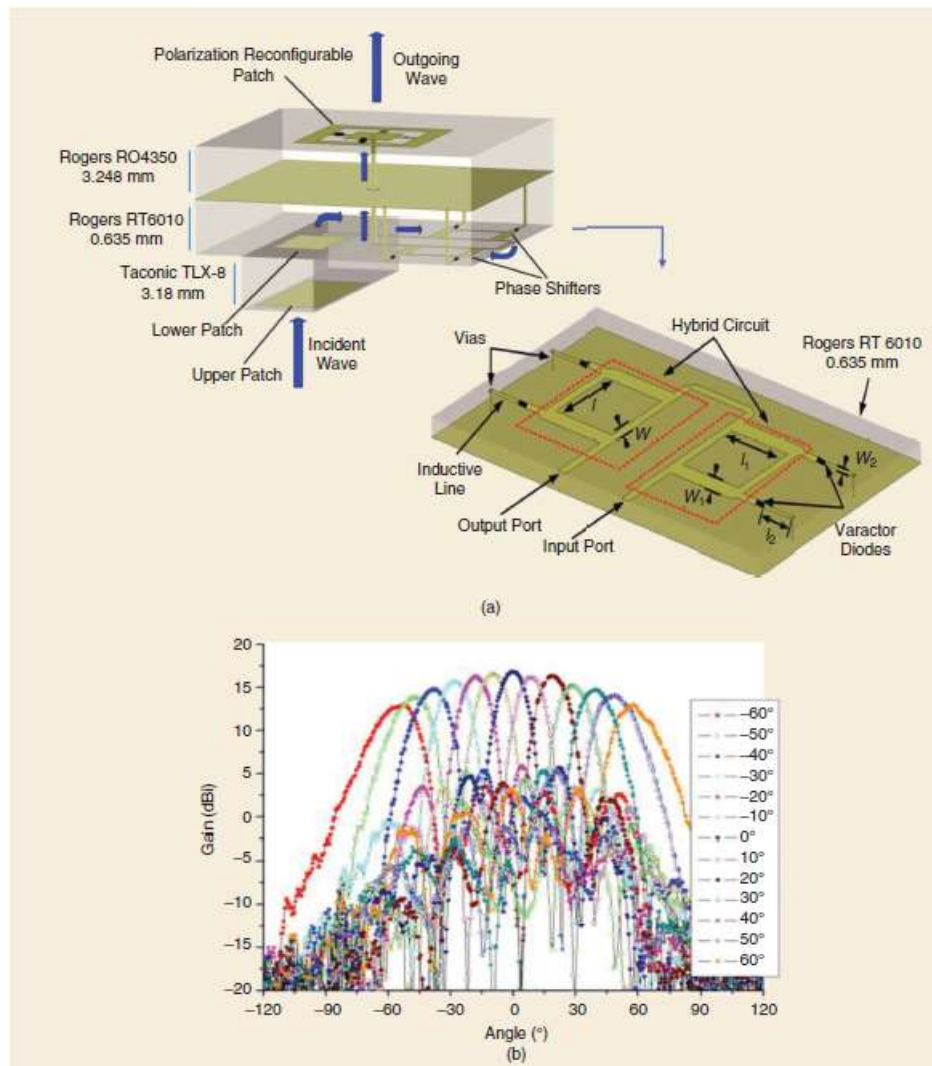 Polarization Reconfigurable
Patch
Outgoing
Wave
Rogers RO4350
3.248 mm
Rogers RT6010
0.635 mm
Taconic TLX-8
3.18 mm
Lower Patch
Upper Patch
Incident
Wave
Phase Shifters
Vias
Hybrid Circuit
Rogers RT 6010
0.635 mm
l
W
l1
W1
W2
l2
Inductive
Line
Output Port
Input Port
Varactor
Diodes
(a)
20
15
10
5
0
–5
–10
–15
–20
Gain (dBi)
–120 –90 –60 –30 0 30 60 90 120
Angle (°)
–60°
–50°
–40°
–30°
–20°
–10°
0°
10°
20°
30°
40°
50°
60°
(b)